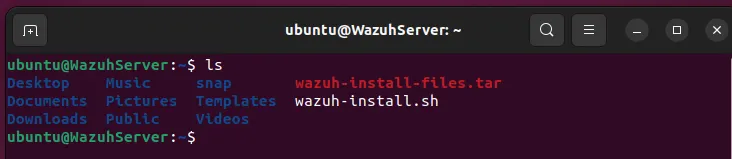 ubuntu@WazuhServer: ~
ubuntu@WazuhServer:~$ ls
Desktop Music snap wazuh-install-files.tar
Documents Pictures Templates wazuh-install.sh
Downloads Public Videos
ubuntu@WazuhServer:~$